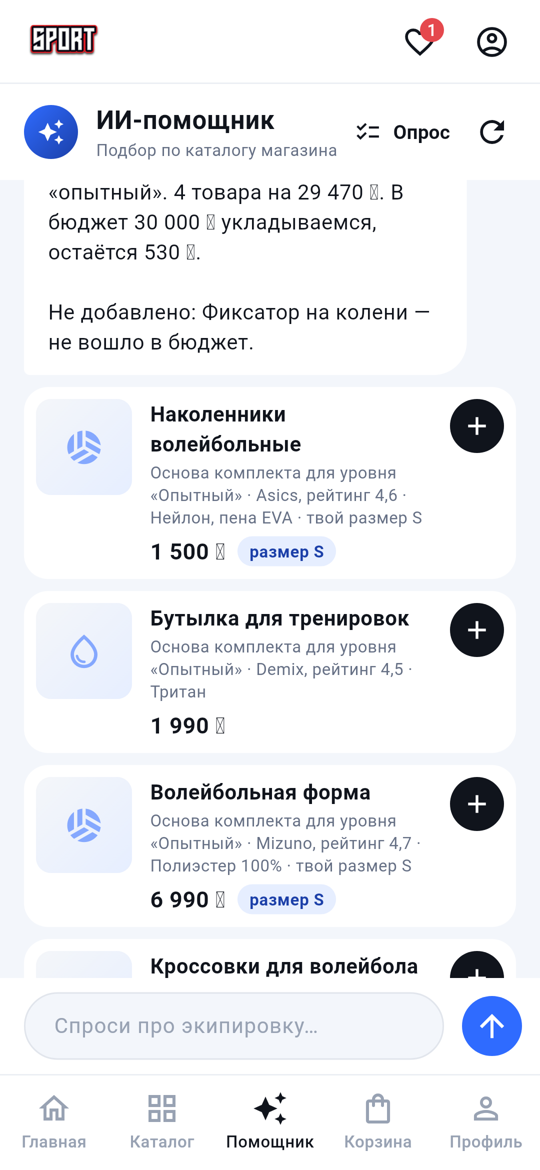 SPORT
1
ИИ-помощник
Подбор по каталогу магазина
Опрос
«опытный». 4 товара на 29 470 ▯. В
бюджет 30 000 ▯ укладываемся,
остаётся 530 ▯.
Не добавлено: Фиксатор на колени —
не вошло в бюджет.
Наколенники
волейбольные
Основа комплекта для уровня
«Опытный» · Asics, рейтинг 4,6 ·
Нейлон, пена EVA · твой размер S
1 500 ▯ размер S
Бутылка для тренировок
Основа комплекта для уровня
«Опытный» · Demix, рейтинг 4,5 ·
Тритан
1 990 ▯
Волейбольная форма
Основа комплекта для уровня
«Опытный» · Mizuno, рейтинг 4,7 ·
Полиэстер 100% · твой размер S
6 990 ▯ размер S
Кроссовки для волейбола
Спроси про экипировку…
Главная
Каталог
Помощник
Корзина
Профиль